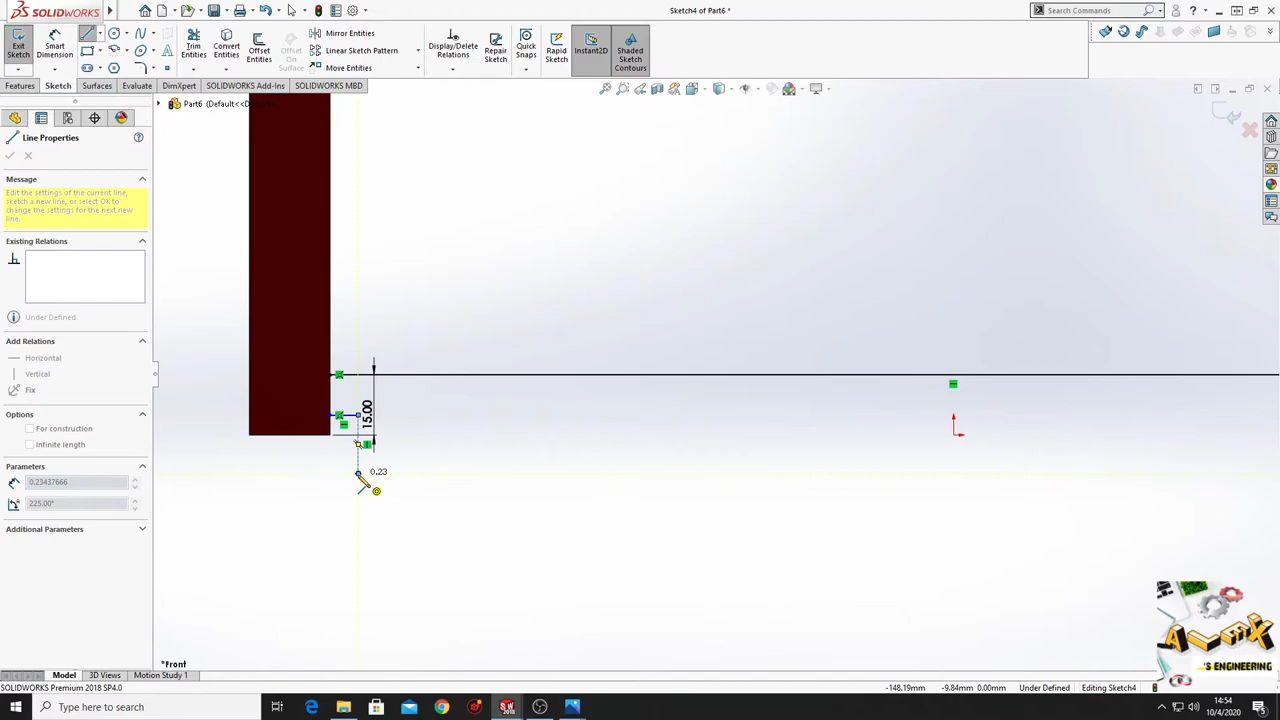 SOLIDWORKS
Sketch4 of Part6 *
Search Commands
Exit Sketch
Smart Dimension
Trim Entities
Convert Entities
Offset Entities
Offset On Surface
Mirror Entities
Linear Sketch Pattern
Move Entities
Display/Delete Relations
Repair Sketch
Quick Snaps
Rapid Sketch
Instant2D
Shaded Sketch Contours
Features
Sketch
Surfaces
Evaluate
DimXpert
SOLIDWORKS Add-Ins
SOLIDWORKS MBD
Part6 (Default<<D
Line Properties
Message
Edit the settings of the current line, sketch a new line, or select OK to change the settings for the next new line.
Existing Relations
Under Defined
Add Relations
Horizontal
Vertical
Fix
Options
For construction
Infinite length
Parameters
0.23437666
225.00°
Additional Parameters
15.00
0.23
*Front
ALMX
'S ENGINEERING
Model
3D Views
Motion Study 1
SOLIDWORKS Premium 2018 SP4.0
-148.19mm
-9.84mm 0.00mm
Under Defined
Editing Sketch4
Type here to search
14:54
10/4/2020